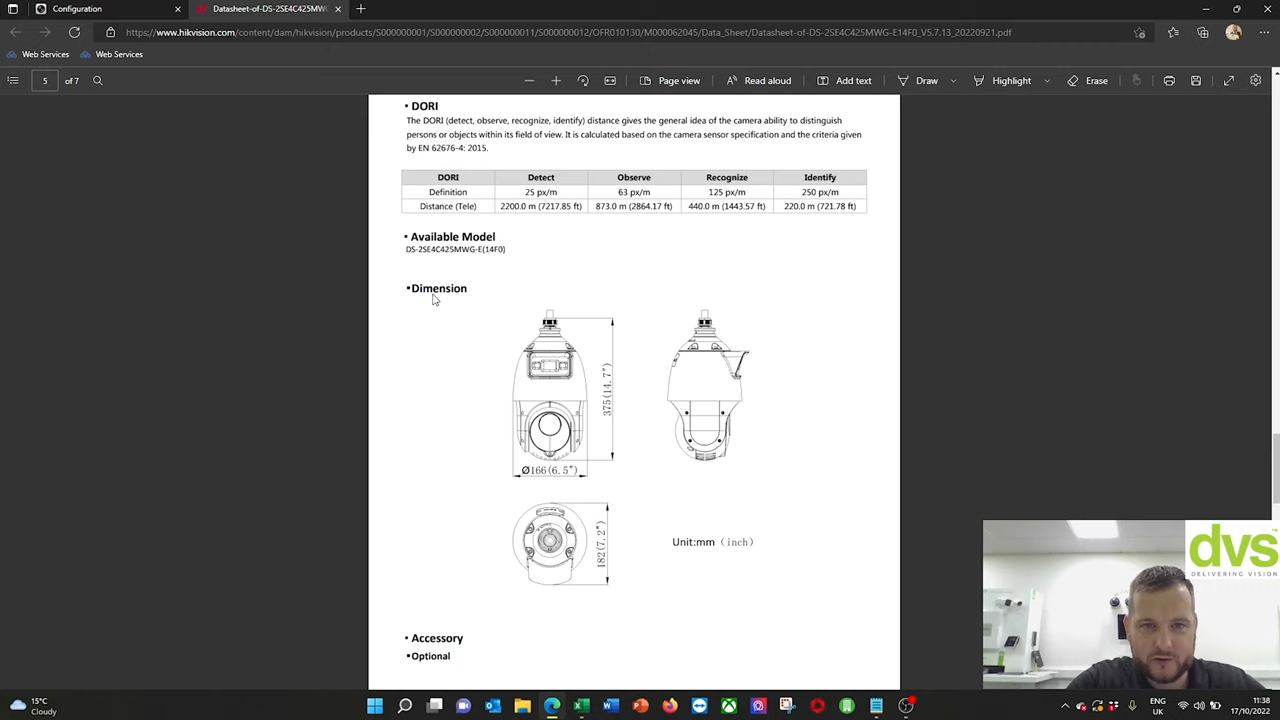 Configuration
Datasheet-of-DS-2SE4C425MWG
https://www.hikvision.com/content/dam/hikvision/products/S000000001/S000000002/S000000011/S000000012/OFR010130/M000062045/Data_Sheet/Datasheet-of-DS-2SE4C425MWG-E14F0_V5.7.13_20220921.pdf
Web Services
Web Services
5 of 7
Page view
Read aloud
Add text
Draw
Highlight
Erase
• DORI
The DORI (detect, observe, recognize, identify) distance gives the general idea of the camera ability to distinguish
persons or objects within its field of view. It is calculated based on the camera sensor specification and the criteria given
by EN 62676-4: 2015.
DORI Detect Observe Recognize Identify
Definition 25 px/m 63 px/m 125 px/m 250 px/m
Distance (Tele) 2200.0 m (7217.85 ft) 873.0 m (2864.17 ft) 440.0 m (1443.57 ft) 220.0 m (721.78 ft)
• Available Model
DS-2SE4C425MWG-E(14F0)
•Dimension
375(14.7")
Ø166(6.5")
182(7.2")
Unit:mm（inch）
• Accessory
•Optional
dvs
DELIVERING VISION
15°C
Cloudy
ENG
UK
11:38
17/10/2022